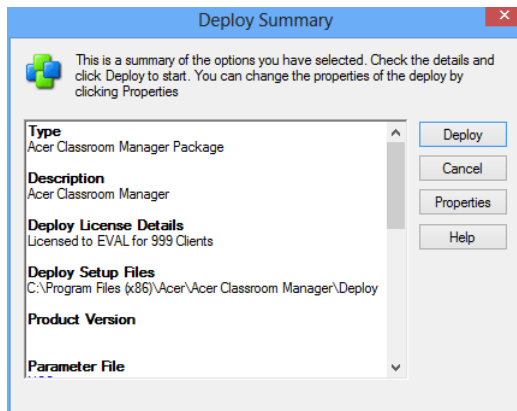 Deploy Summary
This is a summary of the options you have selected. Check the details and
click Deploy to start. You can change the properties of the deploy by
clicking Properties
Type
Acer Classroom Manager Package
Description
Acer Classroom Manager
Deploy License Details
Licensed to EVAL for 999 Clients
Deploy Setup Files
C:\Program Files (x86)\Acer\Acer Classroom Manager\Deploy
Product Version
Parameter File
Deploy
Cancel
Properties
Help